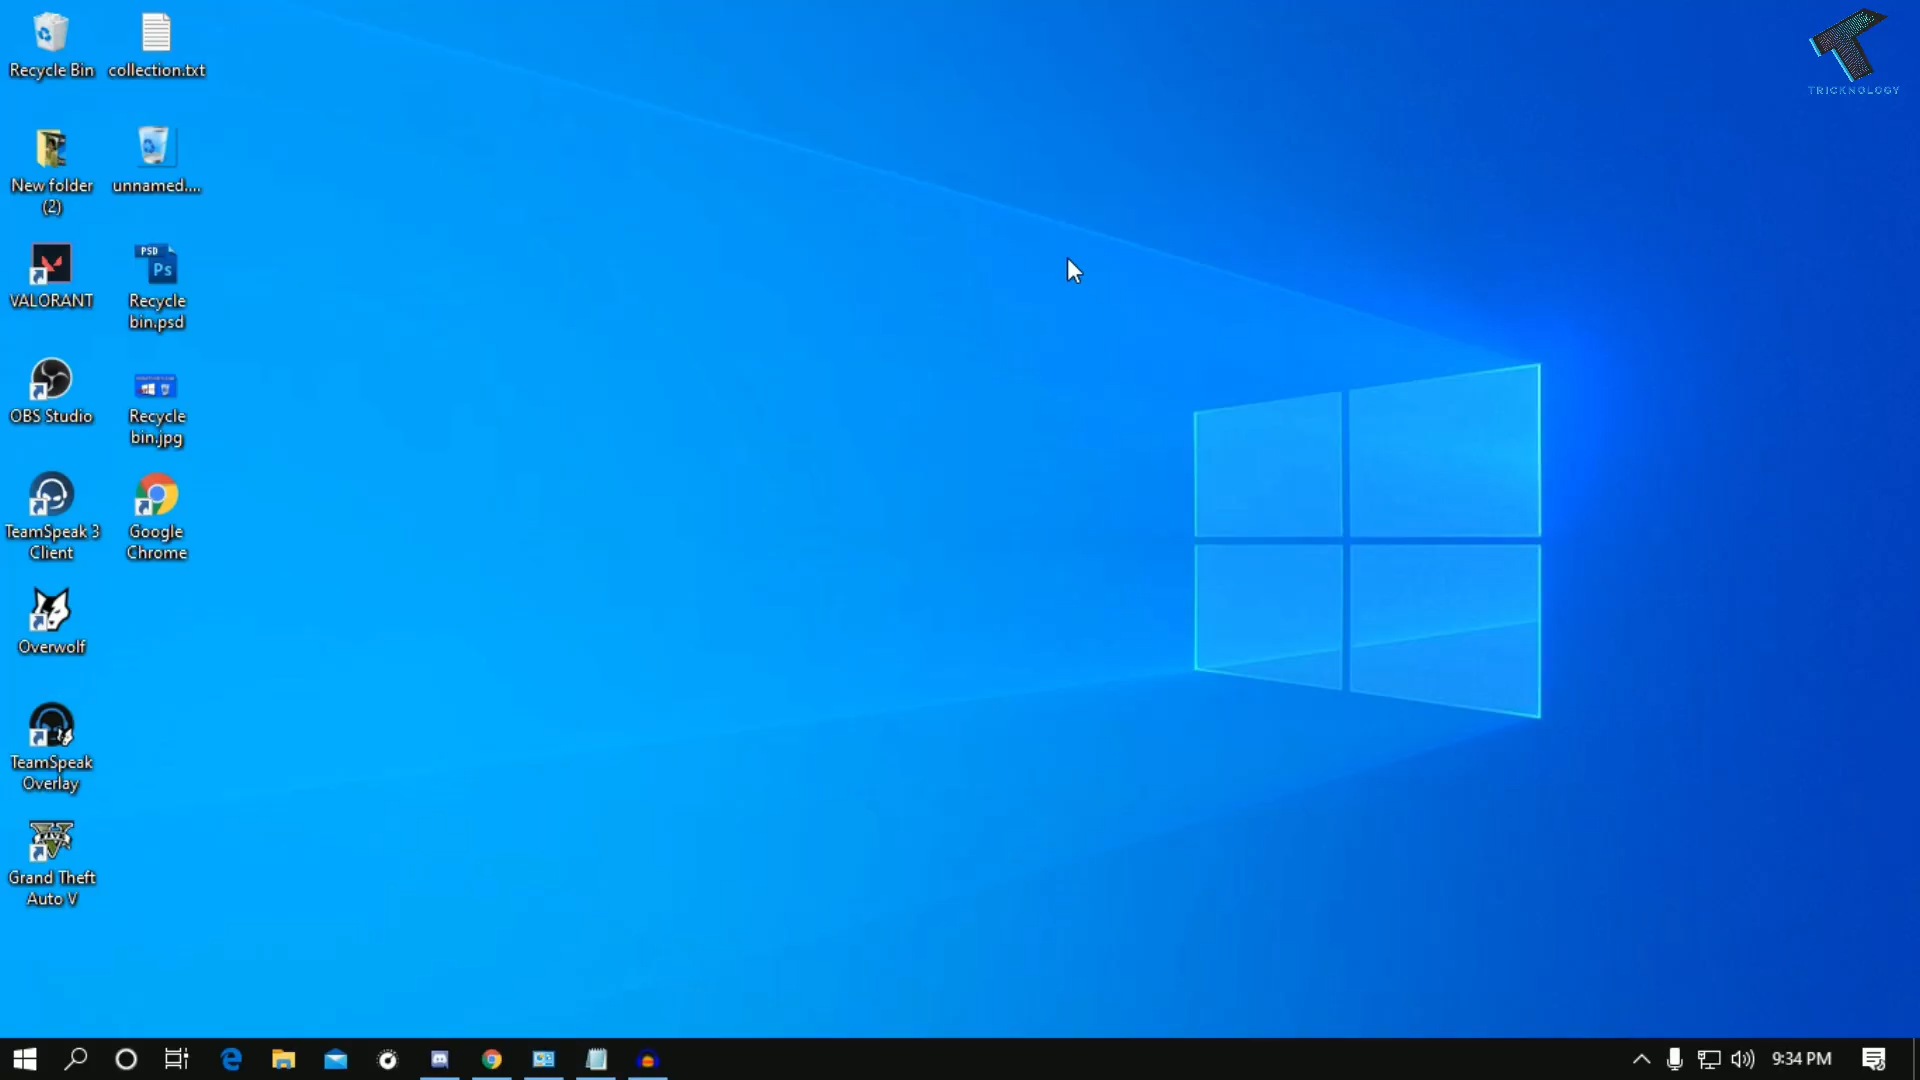 Recycle Bin
collection.txt
TRICKNOLOGY
New folder
(2)
unnamed....
VALORANT
PSD
Ps
Recycle
bin.psd
OBS Studio
Recycle
bin.jpg
TeamSpeak 3
Client
Google
Chrome
Overwolf
TeamSpeak
Overlay
Grand Theft
Auto V
9:34 PM